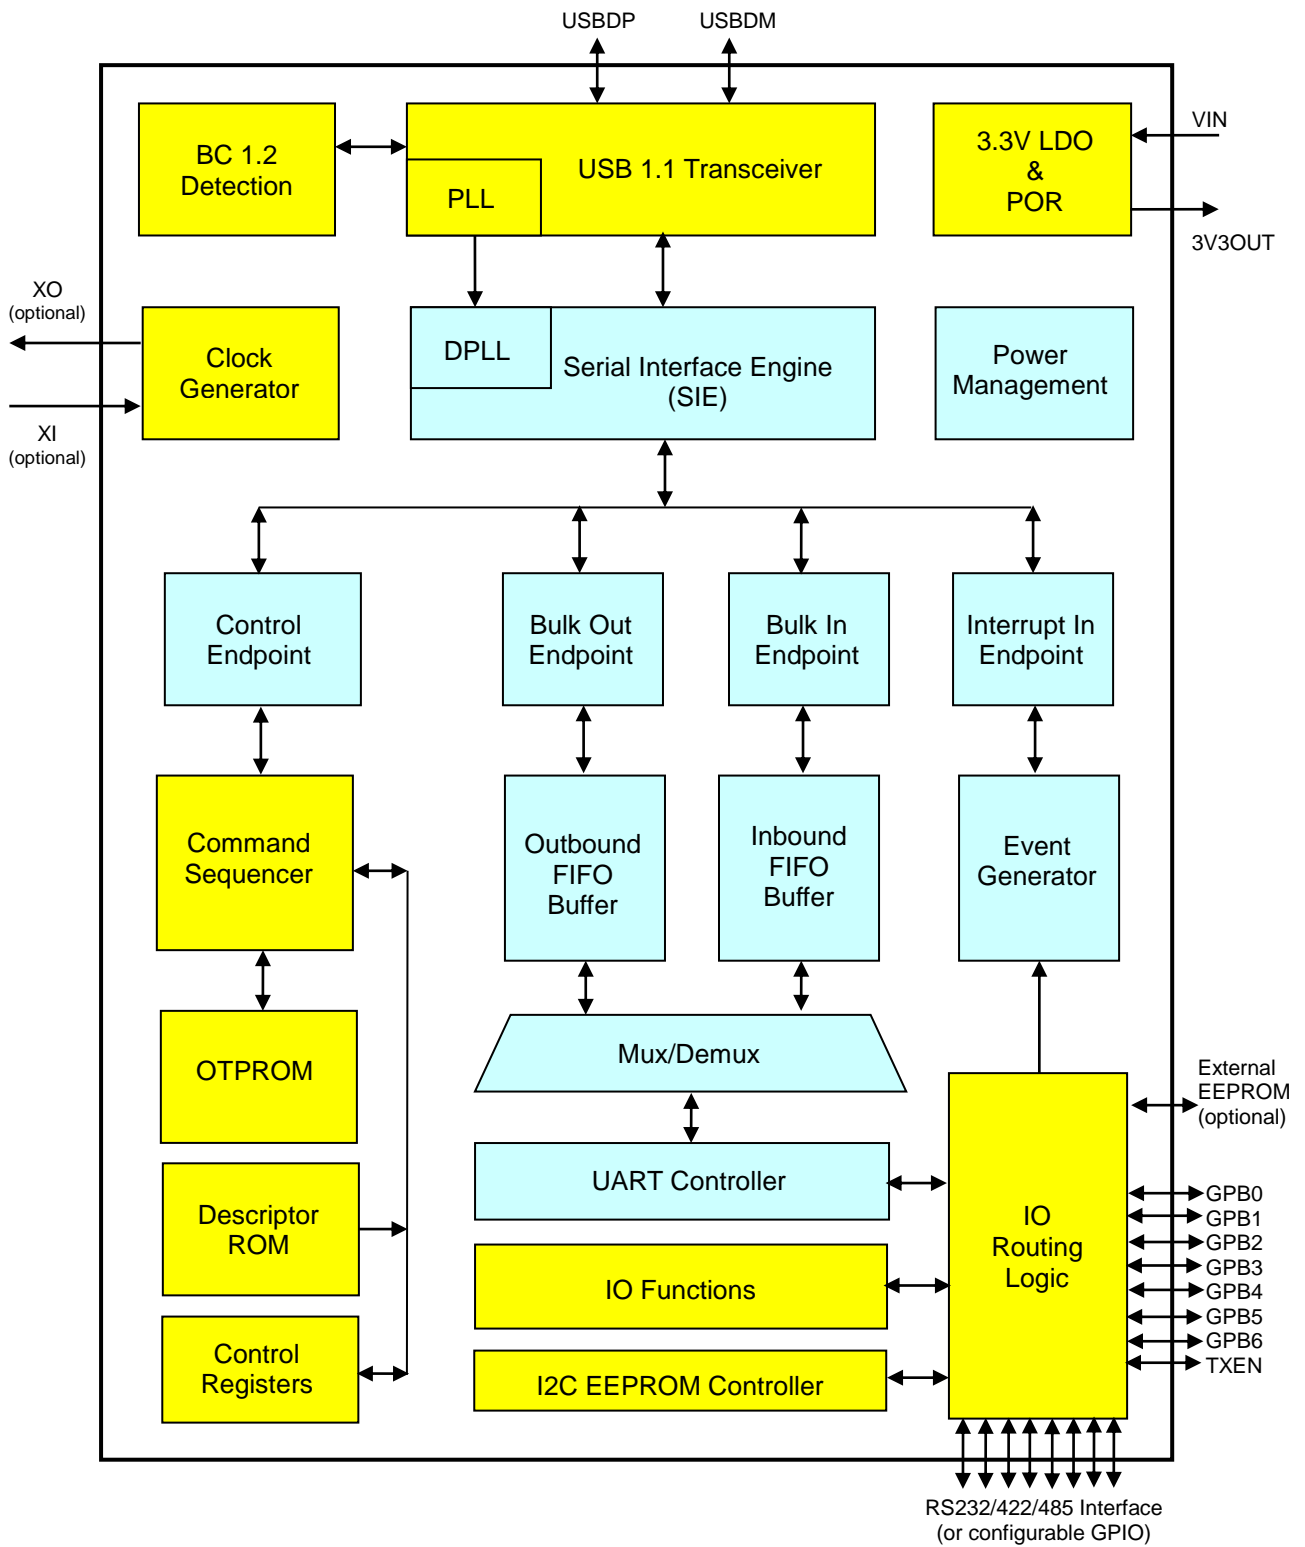 USBDP
USBDM
BC 1.2
Detection
USB 1.1 Transceiver
PLL
3.3V LDO
&
POR
VIN
3V3OUT
XO
(optional)
XI
(optional)
Clock
Generator
DPLL
Serial Interface Engine
(SIE)
Power
Management
Control
Endpoint
Bulk Out
Endpoint
Bulk In
Endpoint
Interrupt In
Endpoint
Command
Sequencer
Outbound
FIFO
Buffer
Inbound
FIFO
Buffer
Event
Generator
OTPROM
Mux/Demux
External
EEPROM
(optional)
Descriptor
ROM
UART Controller
IO
Routing
Logic
GPB0
GPB1
GPB2
GPB3
GPB4
GPB5
GPB6
TXEN
IO Functions
Control
Registers
I2C EEPROM Controller
RS232/422/485 Interface
(or configurable GPIO)